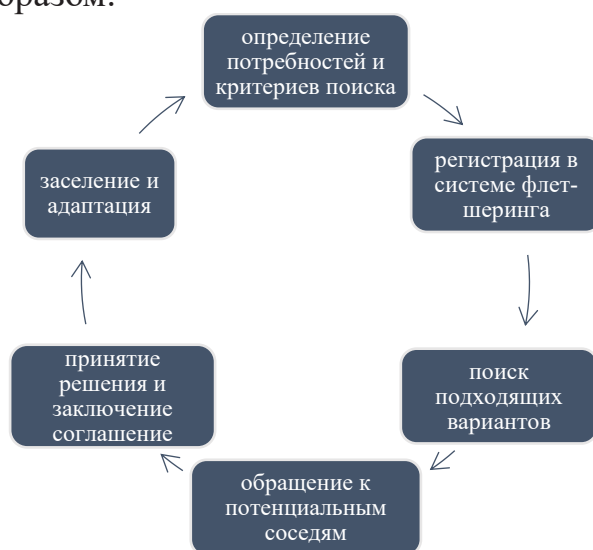 образом:
определение
потребностей и
критериев поиска
регистрация в
системе флет-
шеринга
поиск
подходящих
вариантов
обращение к
потенциальным
соседям
принятие
решения и
заключение
соглашение
заселение и
адаптация